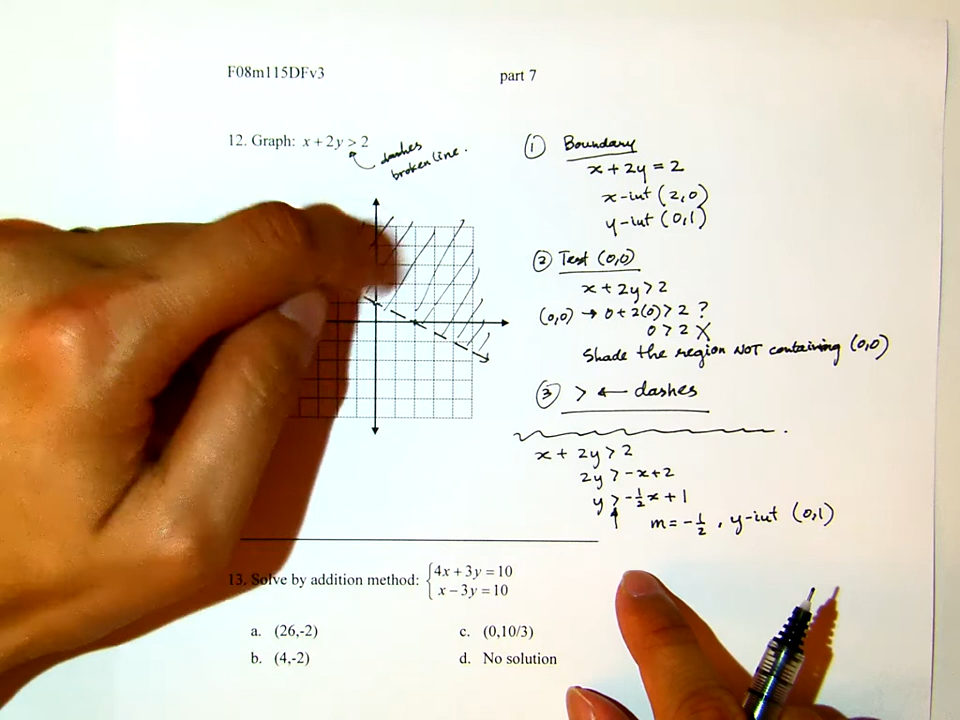 F08m115DFv3 part 7
12. Graph: x + 2y > 2
dashes
broken line.
① Boundary
x + 2y = 2
x-int (2,0)
y-int (0,1)
② Test (0,0)
x + 2y > 2
(0,0) → 0 + 2(0) > 2 ?
0 > 2 X
Shade the region NOT containing (0,0)
③ > ← dashes
x + 2y > 2
2y > -x+2
y > -½x + 1
m = -½, y-int (0,1)
13. Solve by addition method: { 4x + 3y = 10
x − 3y = 10
a. (26,-2) c. (0,10/3)
b. (4,-2) d. No solution